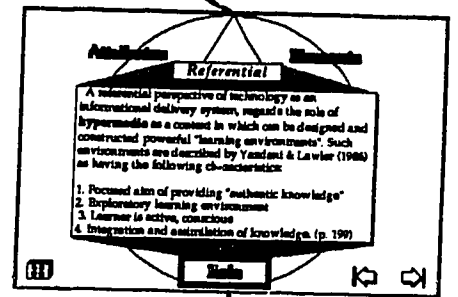 Referential
A referential perspective of technology as an
informational delivery system, regards the role of
hypermedia as a context in which can be designed and
constructed powerful "learning environments". Such
environments are described by Yazdani & Lawler (1986)
as having the following characteristics:
1. Focused aim of providing "authentic knowledge"
2. Exploratory learning environment
3. Learner is active, conscious
4. Integration and assimilation of knowledge. (p. 199)